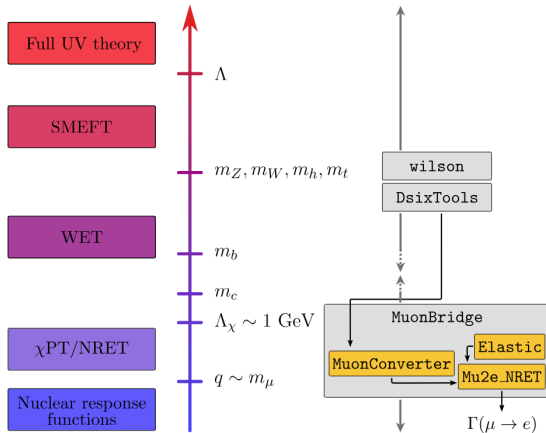 Full UV theory
Λ
SMEFT
m_Z, m_W, m_h, m_t
wilson
DsixTools
WET
m_b
m_c
Λ_χ ∼ 1 GeV
MuonBridge
χPT/NRET
Elastic
MuonConverter
Mu2e_NRET
q ∼ m_μ
Nuclear response
functions
Γ(μ → e)